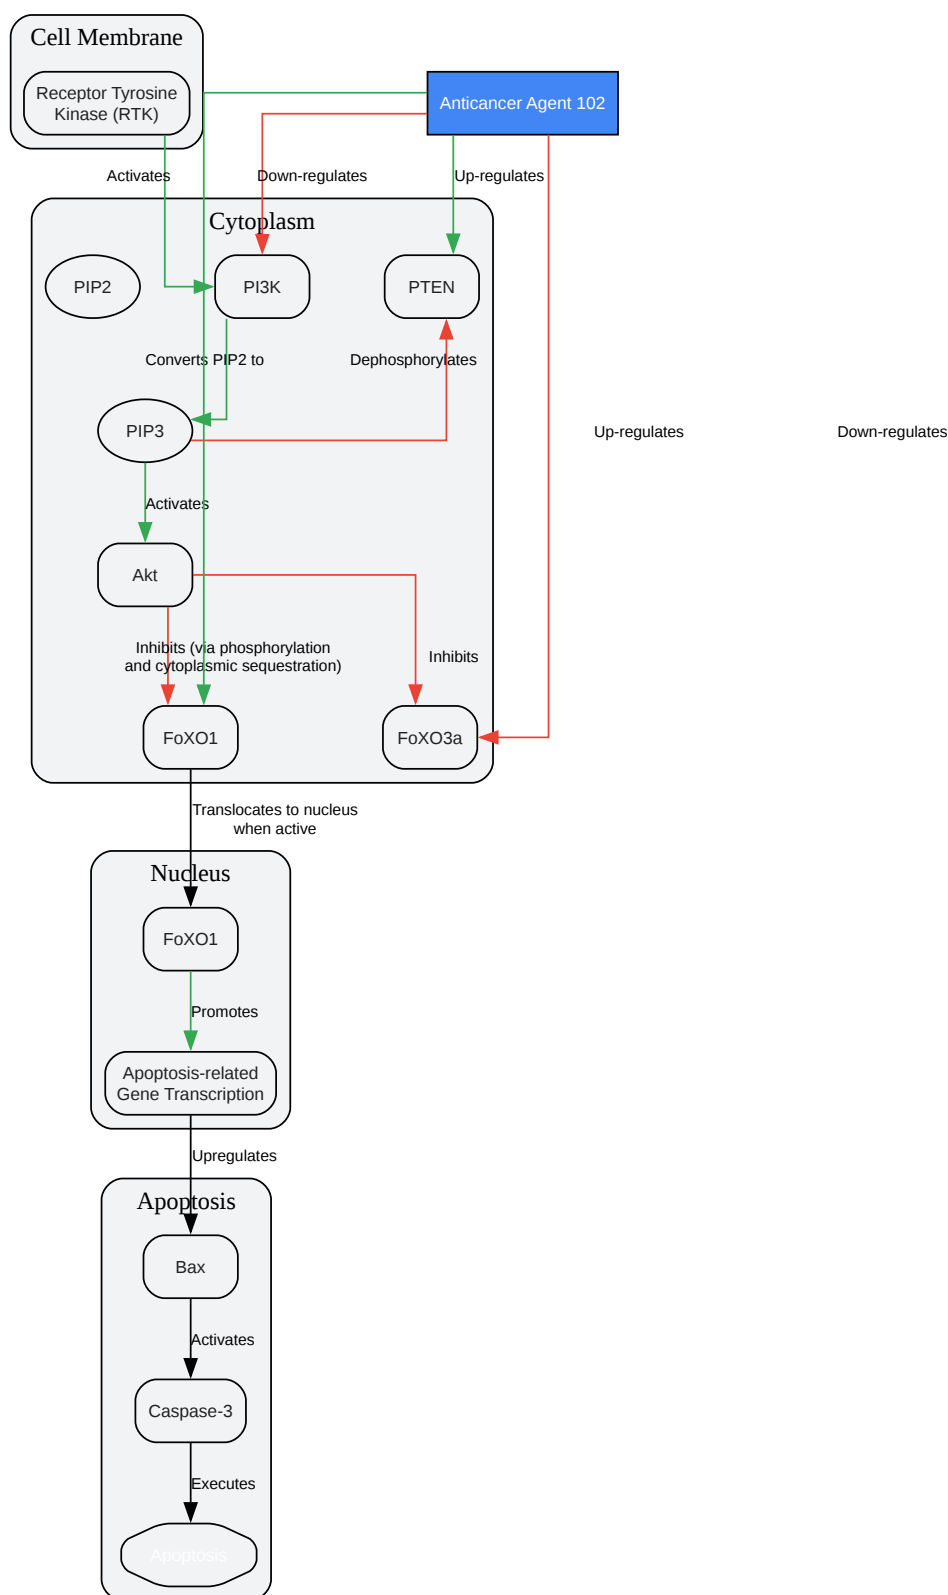 Cell Membrane
Receptor Tyrosine
Kinase (RTK)
Anticancer Agent 102
Activates
Down-regulates
Up-regulates
Cytoplasm
PIP2
PI3K
PTEN
Converts PIP2 to
Dephosphorylates
PIP3
Up-regulates
Down-regulates
Activates
Akt
Inhibits (via phosphorylation
and cytoplasmic sequestration)
Inhibits
FoXO1
FoXO3a
Translocates to nucleus
when active
Nucleus
FoXO1
Promotes
Apoptosis-related
Gene Transcription
Upregulates
Apoptosis
Bax
Activates
Caspase-3
Executes
Apoptosis